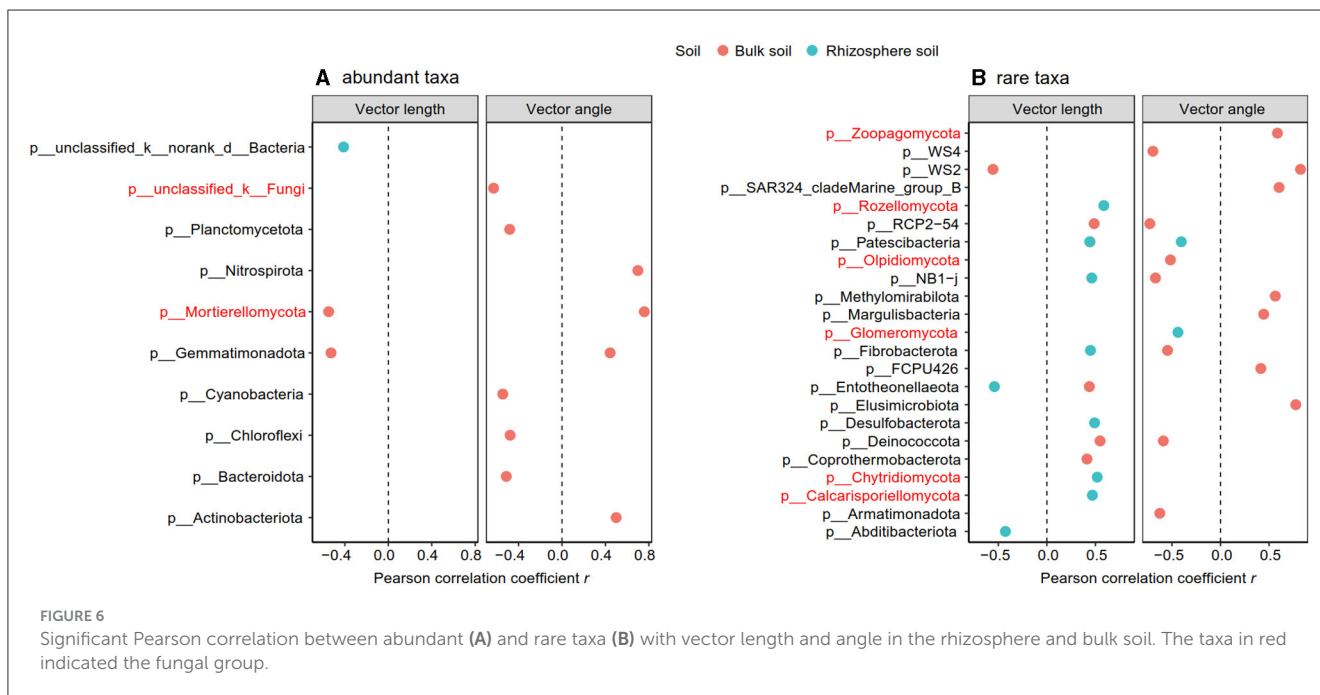 Soil Bulk soil Rhizosphere soil
A abundant taxa
Vector length Vector angle
p__unclassified_k__norank_d__Bacteria
p__unclassified_k__Fungi
p__Planctomycetota
p__Nitrospirota
p__Mortierellomycota
p__Gemmatimonadota
p__Cyanobacteria
p__Chloroflexi
p__Bacteroidota
p__Actinobacteriota
−0.4 0.0 0.4 0.8 −0.4 0.0 0.4 0.8
Pearson correlation coefficient r
B rare taxa
Vector length Vector angle
p__Zoopagomycota
p__WS4
p__WS2
p__SAR324_cladeMarine_group_B
p__Rozellomycota
p__RCP2−54
p__Patescibacteria
p__Olpidiomycota
p__NB1−j
p__Methylomirabilota
p__Margulisbacteria
p__Glomeromycota
p__Fibrobacterota
p__FCPU426
p__Entotheonellaeota
p__Elusimicrobiota
p__Desulfobacterota
p__Deinococcota
p__Coprothermobacterota
p__Chytridiomycota
p__Calcarisporiellomycota
p__Armatimonadota
p__Abditibacteriota
−0.5 0.0 0.5 −0.5 0.0 0.5
Pearson correlation coefficient r
FIGURE 6
Significant Pearson correlation between abundant (A) and rare taxa (B) with vector length and angle in the rhizosphere and bulk soil. The taxa in red
indicated the fungal group.